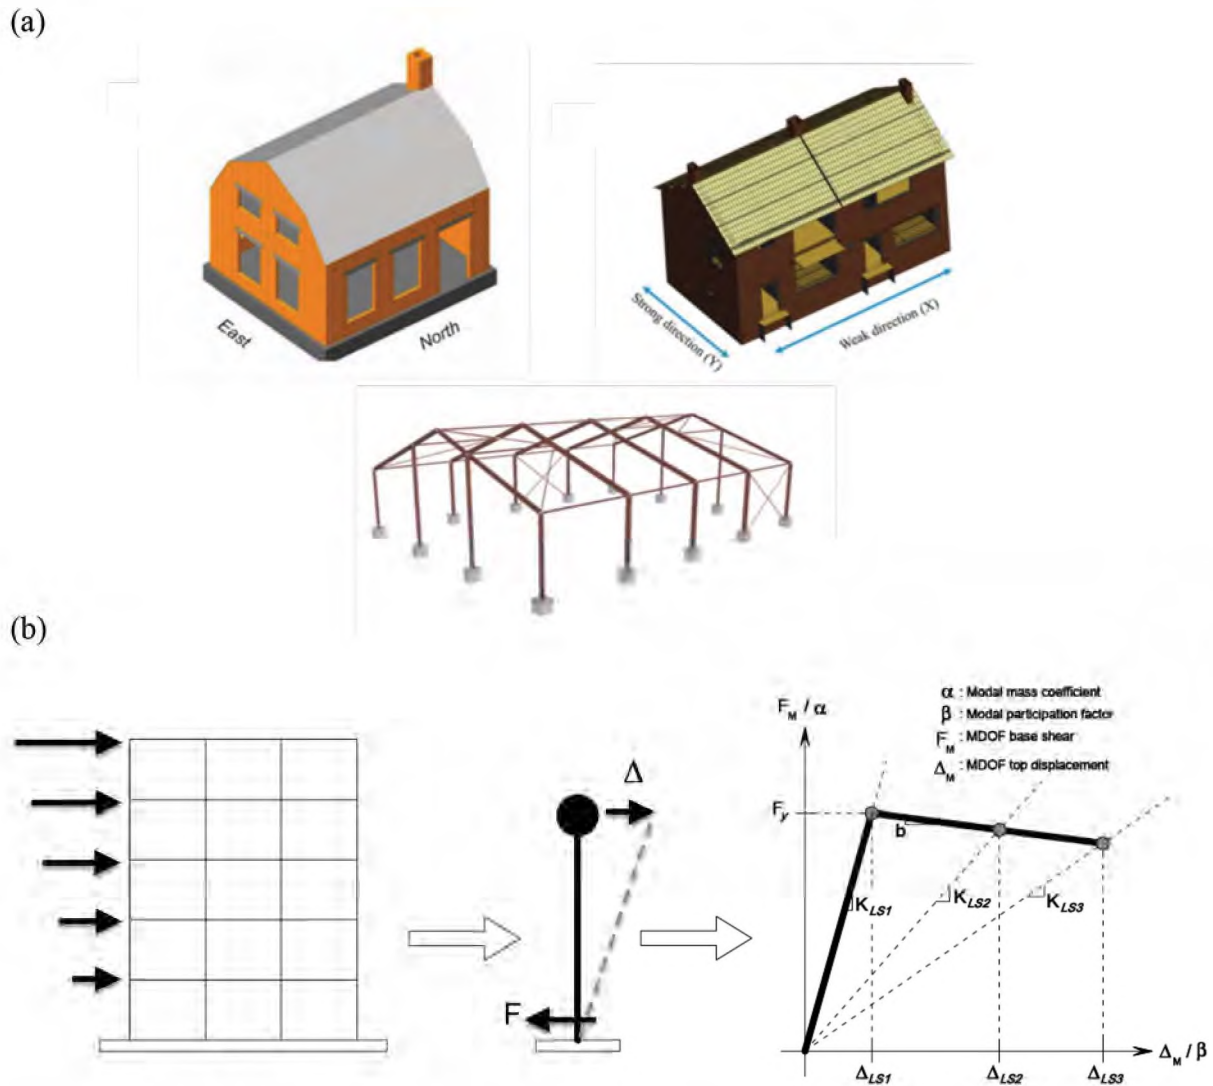 (a)
East
North
Strong direction (Y)
Weak direction (X)
(b)
α : Modal mass coefficient
β : Modal participation factor
F_M : MDOF base shear
Δ_M : MDOF top displacement
F_M / α
Δ
F_y
b
K_LS1
K_LS2
K_LS3
F
Δ_M / β
Δ_LS1
Δ_LS2
Δ_LS3